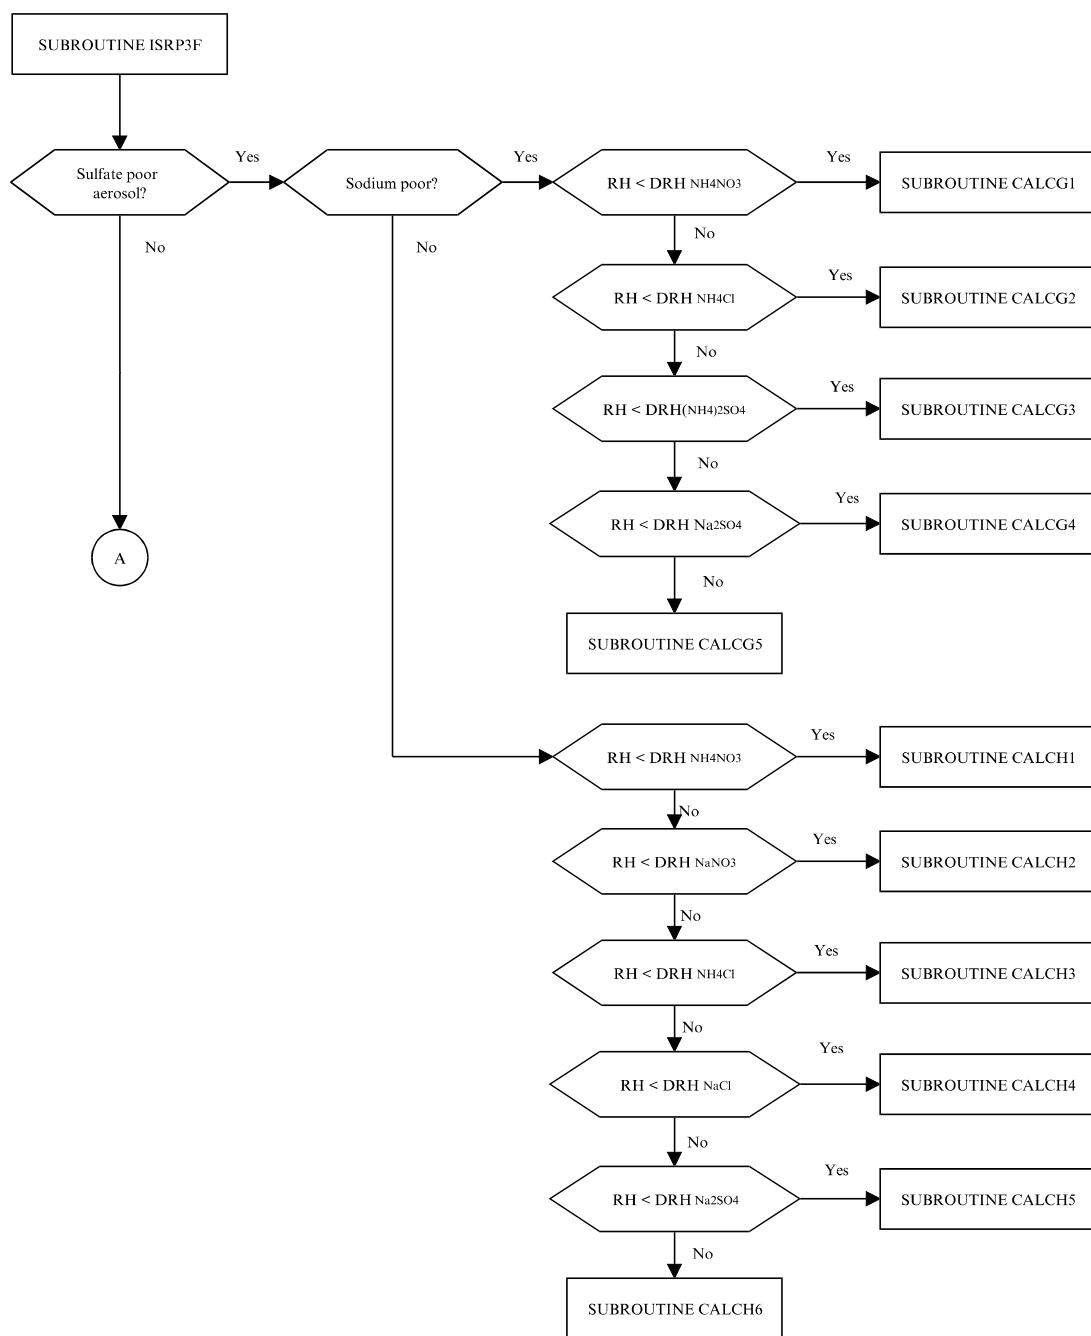 SUBROUTINE ISRP3F
Sulfate poor
aerosol?
Yes
Sodium poor?
Yes
RH < DRH NH4NO3
Yes
SUBROUTINE CALCG1
No
No
No
RH < DRH NH4Cl
Yes
SUBROUTINE CALCG2
No
RH < DRH(NH4)2SO4
Yes
SUBROUTINE CALCG3
No
RH < DRH Na2SO4
Yes
SUBROUTINE CALCG4
A
No
SUBROUTINE CALCG5
RH < DRH NH4NO3
Yes
SUBROUTINE CALCH1
No
RH < DRH NaNO3
Yes
SUBROUTINE CALCH2
No
RH < DRH NH4Cl
Yes
SUBROUTINE CALCH3
No
RH < DRH NaCl
Yes
SUBROUTINE CALCH4
No
RH < DRH Na2SO4
Yes
SUBROUTINE CALCH5
No
SUBROUTINE CALCH6